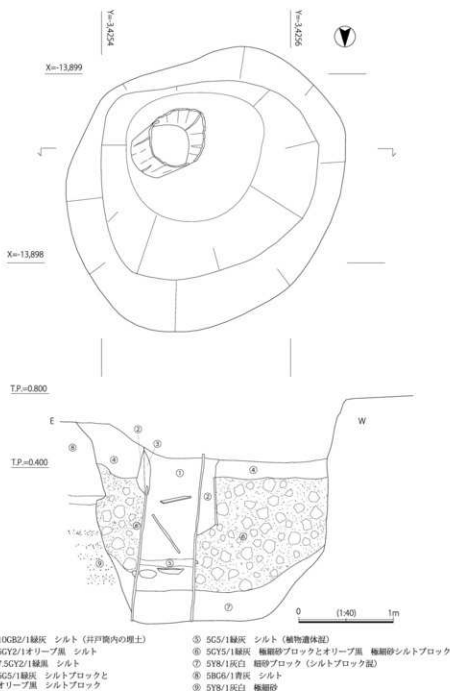 Y=-3,4254
Y=-3,4256
X=-13,899
X=-13,898
T.P.=0.800
E
W
②
③
⑧
④
①
④
T.P.=0.400
②
⑥
⑥
⑤
⑨
⑦
0 (1:40) 1m
10GB2/1緑灰 シルト(井戸筒内の埋土)
5GY2/1オリーブ黒 シルト
7.5GY2/1緑黒 シルト
5G5/1緑灰 シルトブロックと
オリーブ黒 シルトブロック
⑤ 5G5/1緑灰 シルト(植物遺体混)
⑥ 5GY5/1緑灰 極細砂ブロックとオリーブ黒 極細砂シルトブロック
⑦ 5Y8/1灰白 細砂ブロック(シルトブロック混)
⑧ 5BG6/1青灰 シルト
⑨ 5Y8/1灰白 極細砂